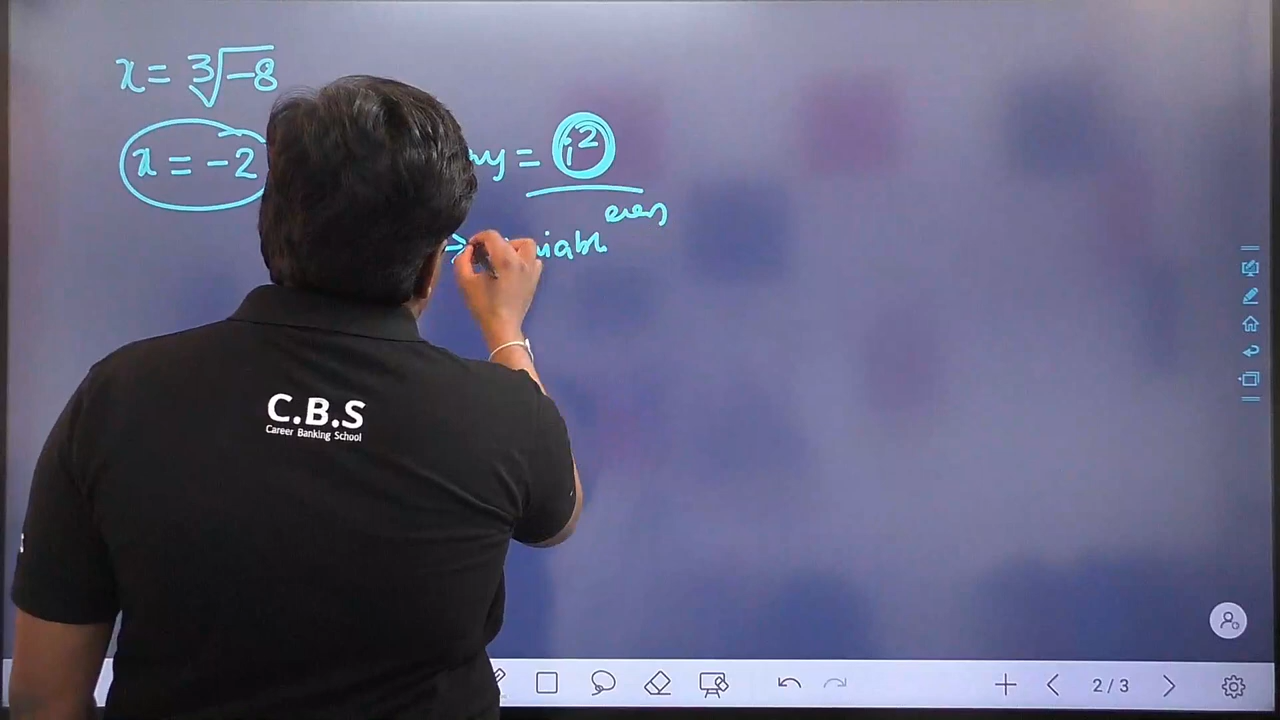 x = ∛-8
x = -2
= i²
even
C.B.S
Career Banking School
2 / 3